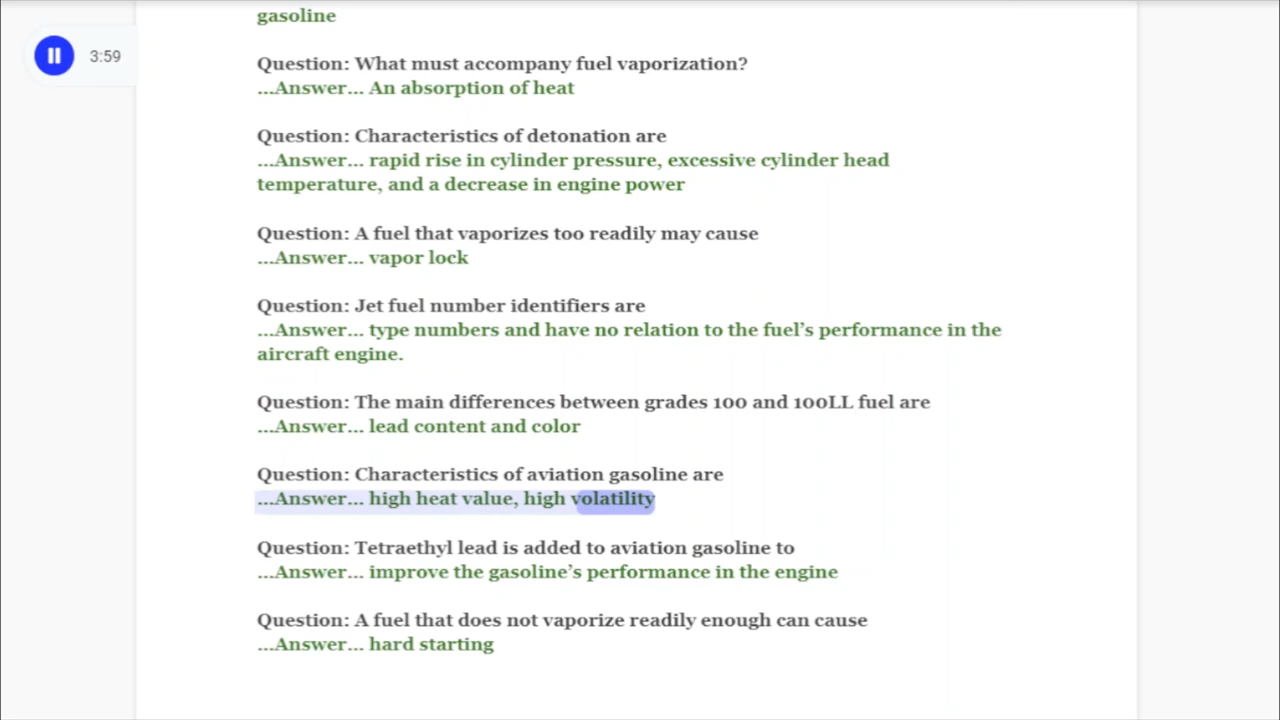 gasoline
3:59
Question: What must accompany fuel vaporization?
...Answer... An absorption of heat
Question: Characteristics of detonation are
...Answer... rapid rise in cylinder pressure, excessive cylinder head
temperature, and a decrease in engine power
Question: A fuel that vaporizes too readily may cause
...Answer... vapor lock
Question: Jet fuel number identifiers are
...Answer... type numbers and have no relation to the fuel’s performance in the
aircraft engine.
Question: The main differences between grades 100 and 100LL fuel are
...Answer... lead content and color
Question: Characteristics of aviation gasoline are
...Answer... high heat value, high volatility
Question: Tetraethyl lead is added to aviation gasoline to
...Answer... improve the gasoline’s performance in the engine
Question: A fuel that does not vaporize readily enough can cause
...Answer... hard starting